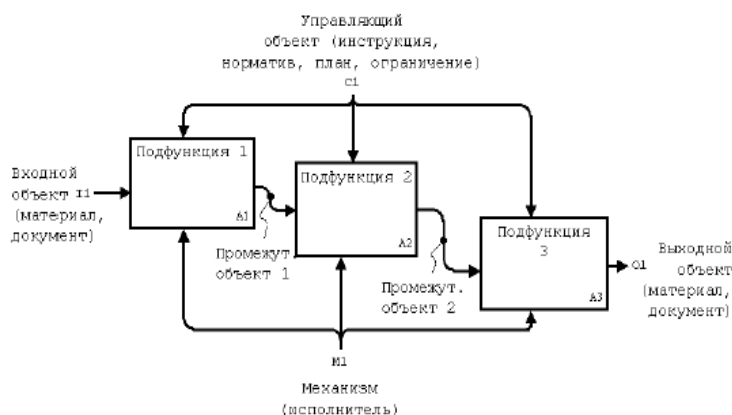 Управляющий
объект (инструкция,
норматив, план, ограничение)
C1
Подфункция 1
A1
Входной
объект I1
(материал,
документ)
Подфункция 2
A2
Промежут.
объект 1
Подфункция
3
A3
Промежут.
объект 2
Выходной
O1 объект
(материал,
документ)
M1
Механизм
(исполнитель)